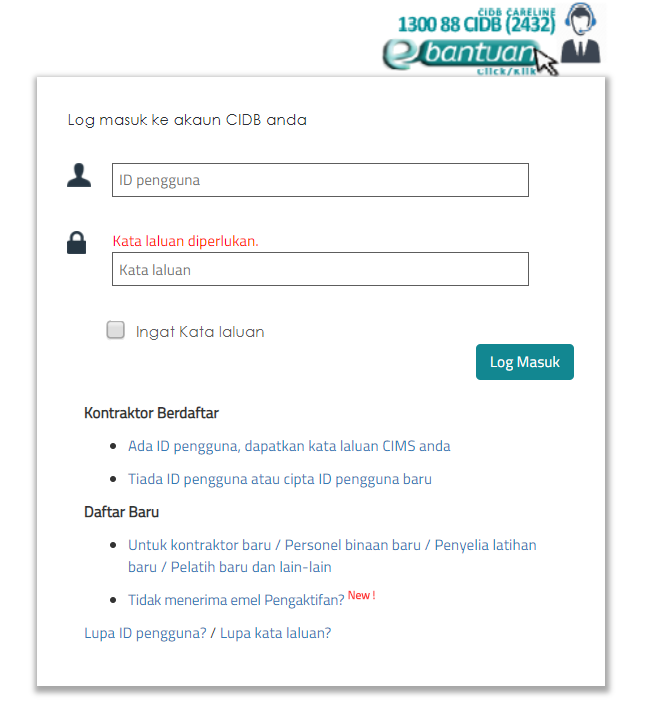 CIDB CARELINE
1300 88 CIDB (2432)
e bantuan
click/klik
Log masuk ke akaun CIDB anda
ID pengguna
Kata laluan diperlukan.
Kata laluan
Ingat Kata laluan
Log Masuk
Kontraktor Berdaftar
Ada ID pengguna, dapatkan kata laluan CIMS anda
Tiada ID pengguna atau cipta ID pengguna baru
Daftar Baru
Untuk kontraktor baru / Personel binaan baru / Penyelia latihan
baru / Pelatih baru dan lain-lain
Tidak menerima emel Pengaktifan? New !
Lupa ID pengguna? / Lupa kata laluan?